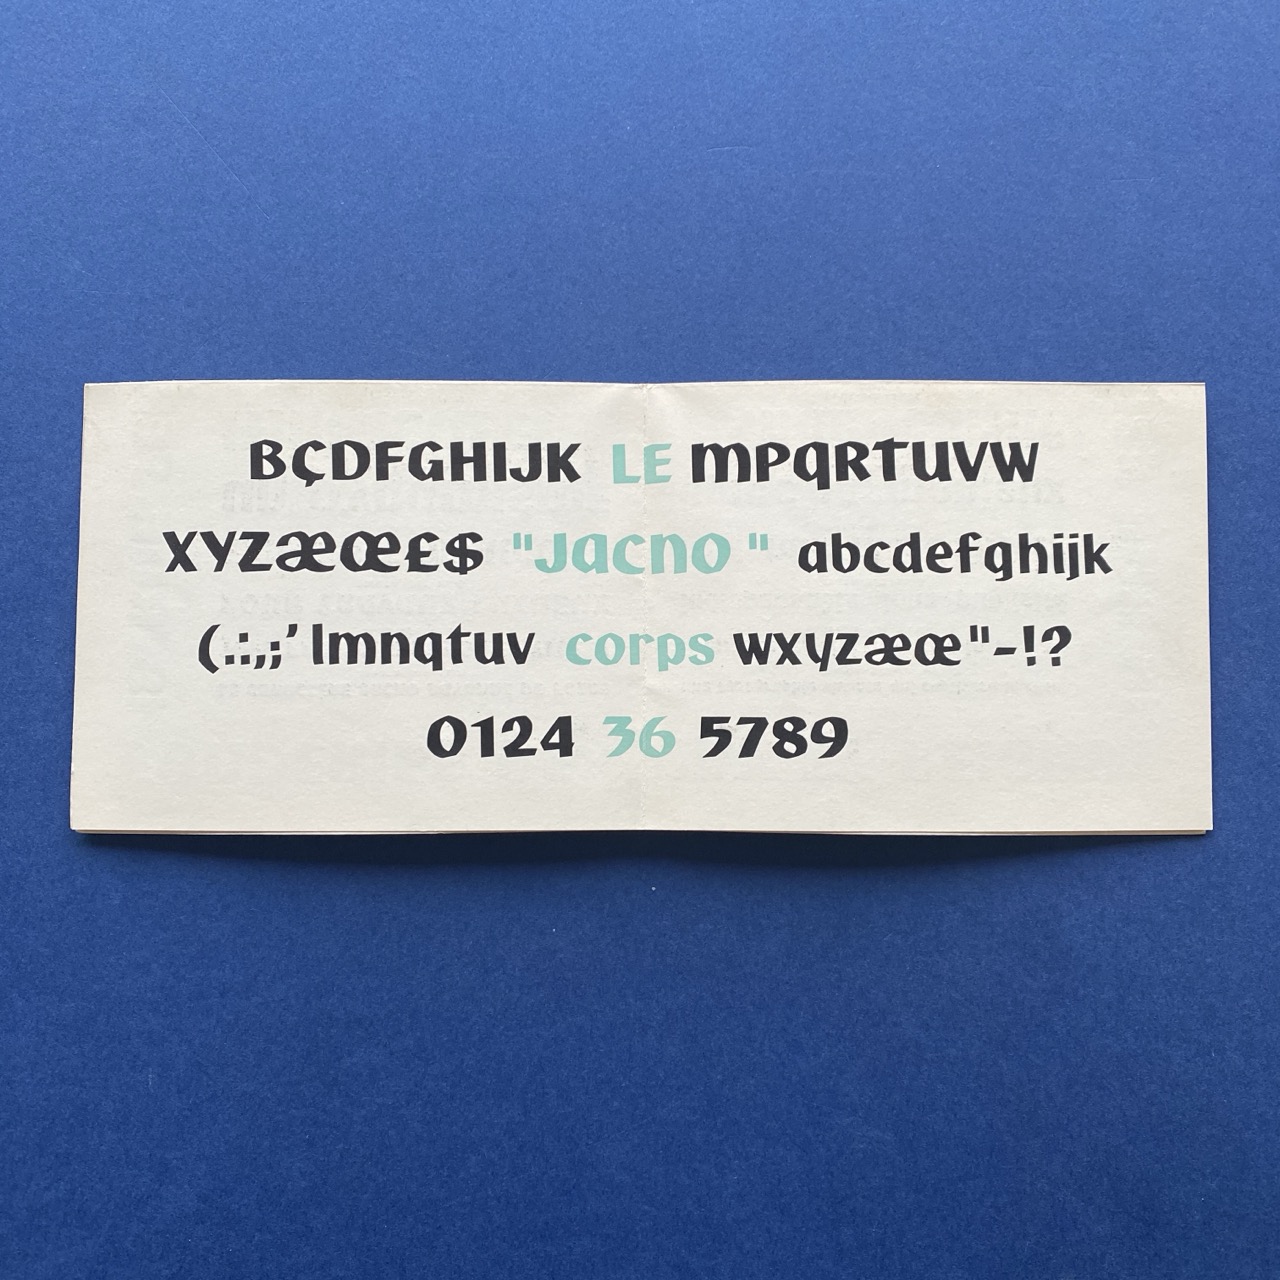 BÇDFGHIJK LE MPQRTUVW
XYZÆŒ£$ "Jacno" abcdefghijk
(.:,;' lmnqtuv corps wxyzæœ"-!?
0124 36 5789